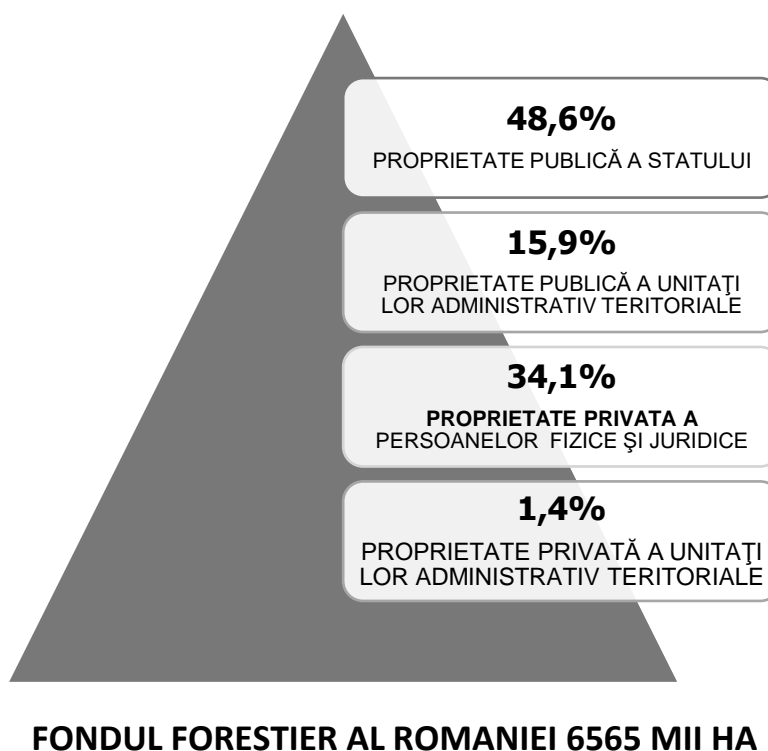 48,6%
PROPRIETATE PUBLICĂ A STATULUI
15,9%
PROPRIETATE PUBLICĂ A UNITAŢI
LOR ADMINISTRATIV TERITORIALE
34,1%
PROPRIETATE PRIVATA A
PERSOANELOR FIZICE ŞI JURIDICE
1,4%
PROPRIETATE PRIVATĂ A UNITAŢI
LOR ADMINISTRATIV TERITORIALE
FONDUL FORESTIER AL ROMANIEI 6565 MII HA